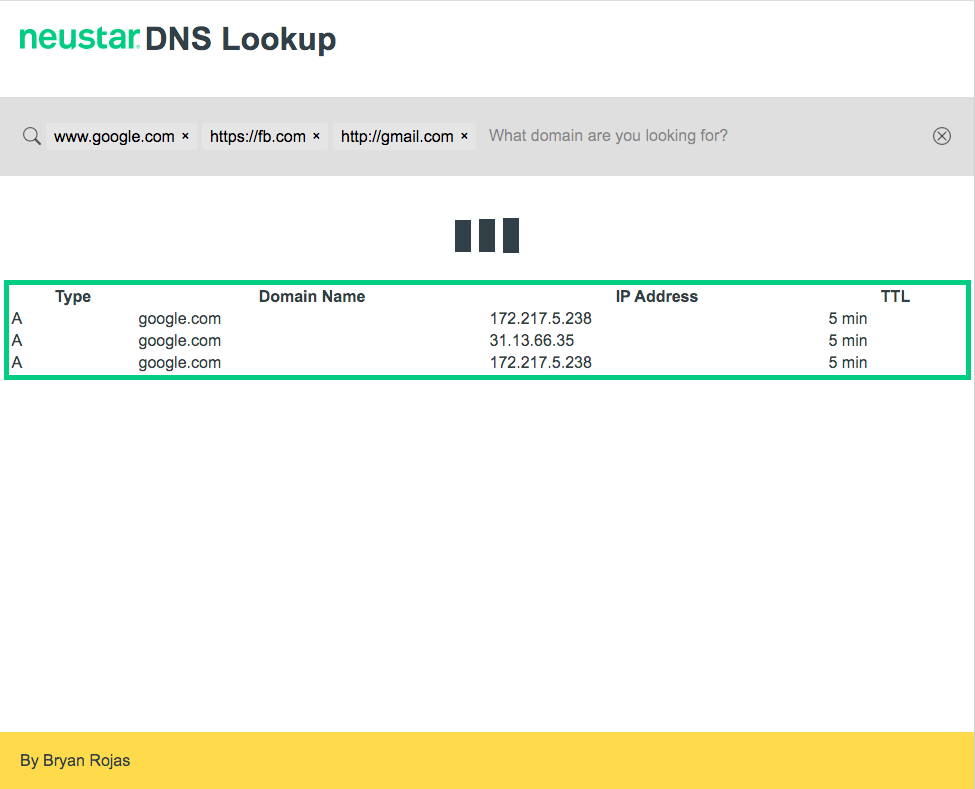 neustar DNS Lookup
www.google.com × https://fb.com × http://gmail.com × What domain are you looking for?
Type Domain Name IP Address TTL
A google.com 172.217.5.238 5 min
A google.com 31.13.66.35 5 min
A google.com 172.217.5.238 5 min
By Bryan Rojas